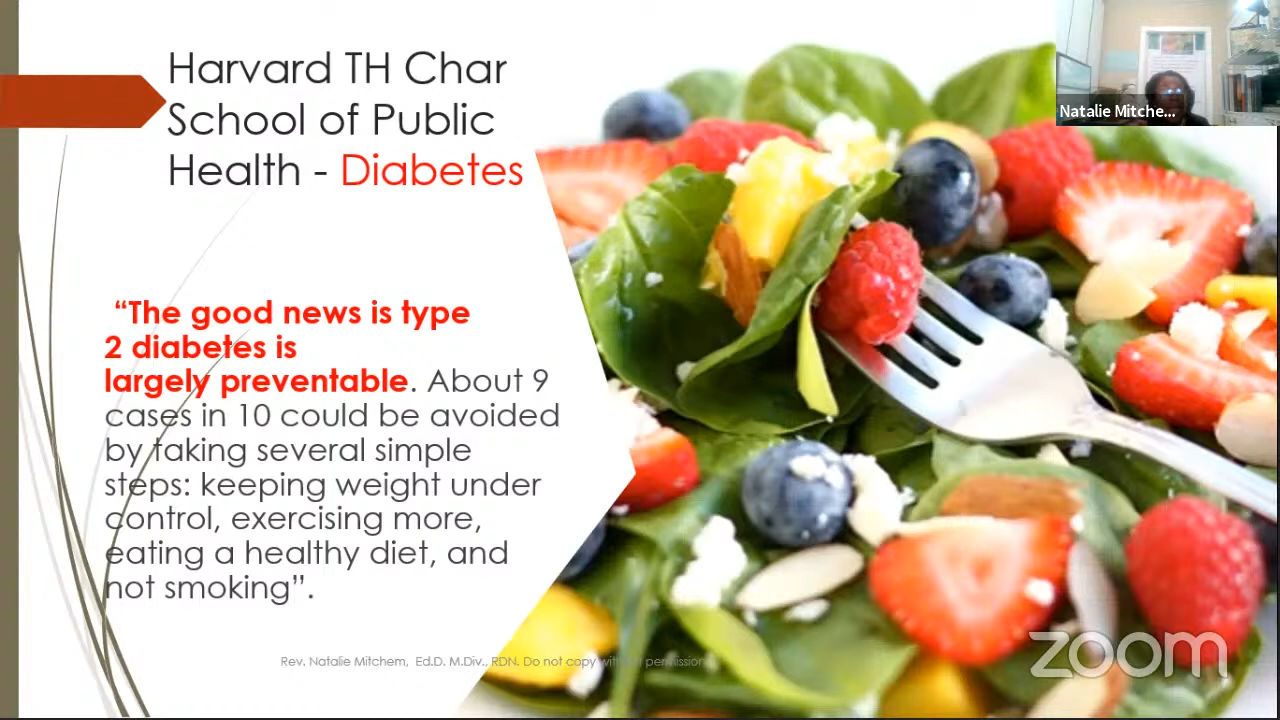 Harvard TH Char
School of Public
Health - Diabetes
Natalie Mitche...
“The good news is type
2 diabetes is
largely preventable. About 9
cases in 10 could be avoided
by taking several simple
steps: keeping weight under
control, exercising more,
eating a healthy diet, and
not smoking”.
Rev. Natalie Mitchem, Ed.D. M.Div., RDN. Do not copy without permission
zoom